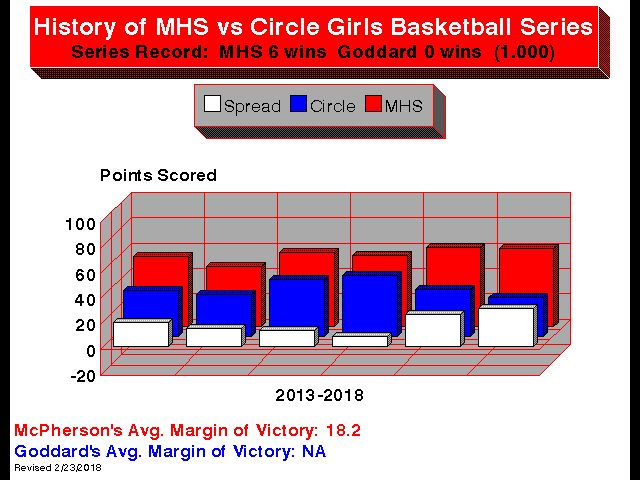 History of MHS vs Circle Girls Basketball Series
Series Record: MHS 6 wins Goddard 0 wins (1.000)
Spread Circle MHS
Points Scored
100
80
60
40
20
0
-20
2013-2018
McPherson's Avg. Margin of Victory: 18.2
Goddard's Avg. Margin of Victory: NA
Revised 2/23/2018